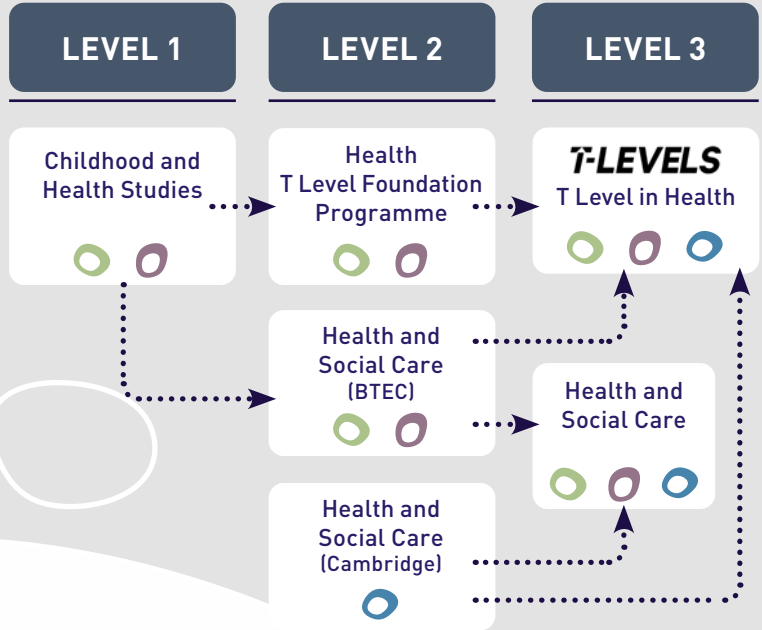 LEVEL 1
LEVEL 2
LEVEL 3
Childhood and
Health Studies
Health
T Level Foundation
Programme
T-LEVELS
T Level in Health
Health and
Social Care
(BTEC)
Health and
Social Care
Health and
Social Care
(Cambridge)